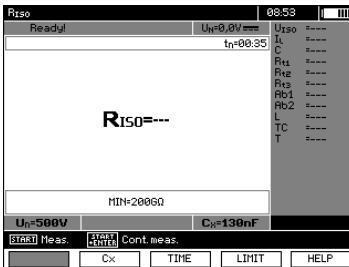 RISO 08:53
Ready! UN=0,0V
tn=00:35
RISO=---
MIN=200GΩ
Un=500V CX=130nF
UISO =---
IL =---
C =---
Rt1 =---
Rt2 =---
Rt3 =---
Ab1 =---
Ab2 =---
L =---
TC =---
T =---
START Meas. START +ENTER Cont.meas.
Cx TIME LIMIT HELP